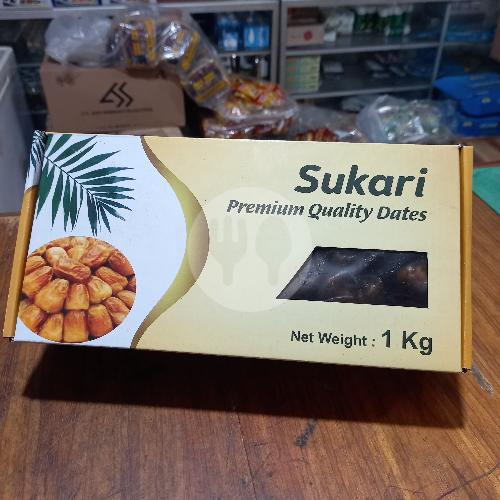 Sukari
Premium Quality Dates
Net Weight : 1 Kg